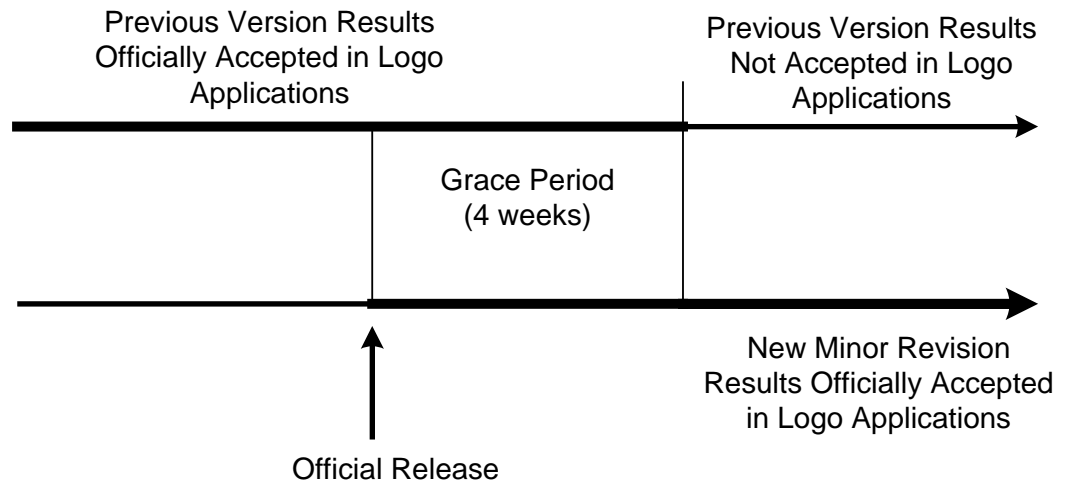 Previous Version Results
Officially Accepted in Logo
Applications
Previous Version Results
Not Accepted in Logo
Applications
Grace Period
(4 weeks)
New Minor Revision
Results Officially Accepted
in Logo Applications
Official Release